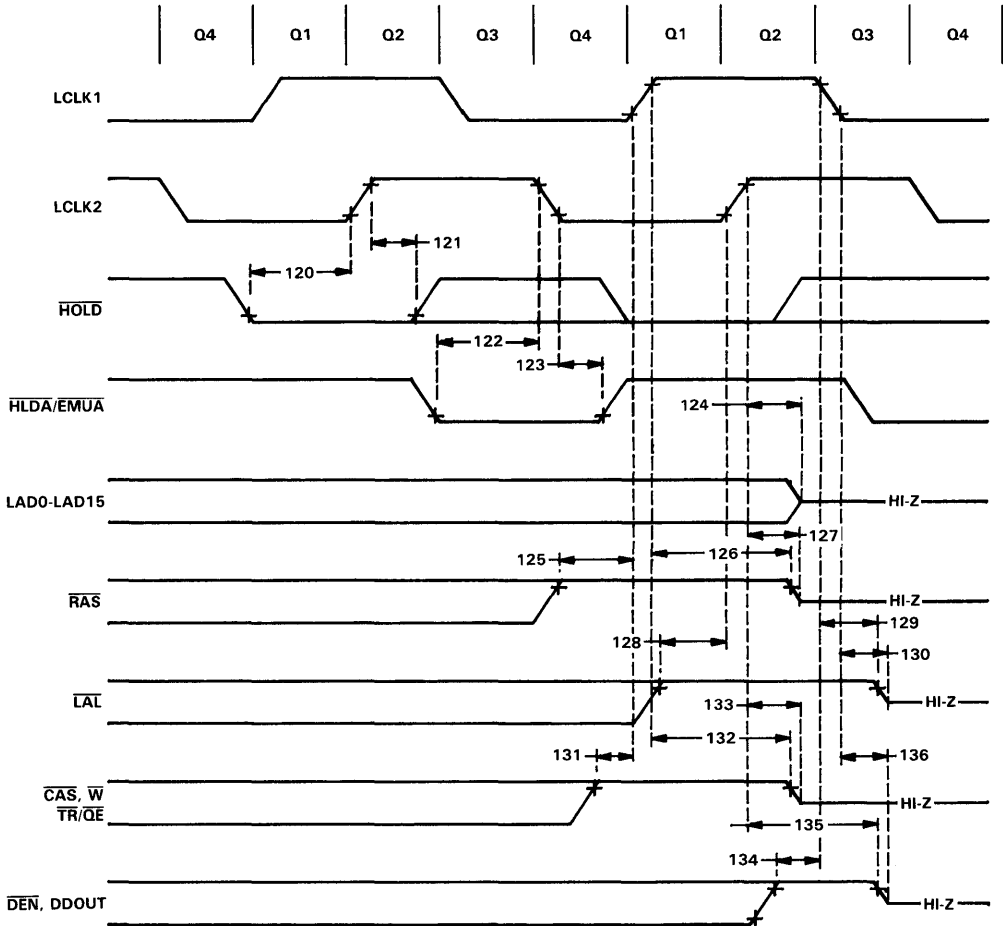 Q4 Q1 Q2 Q3 Q4 Q1 Q2 Q3 Q4
LCLK1
LCLK2
121
120
HOLD
122
123
HLDA/EMUA
124
LAD0-LAD15
HI-Z
127
126
125
RAS
HI-Z
129
128
130
LAL
HI-Z
133
132
131
136
CAS, W
TR/QE
HI-Z
135
134
DEN, DDOUT
HI-Z